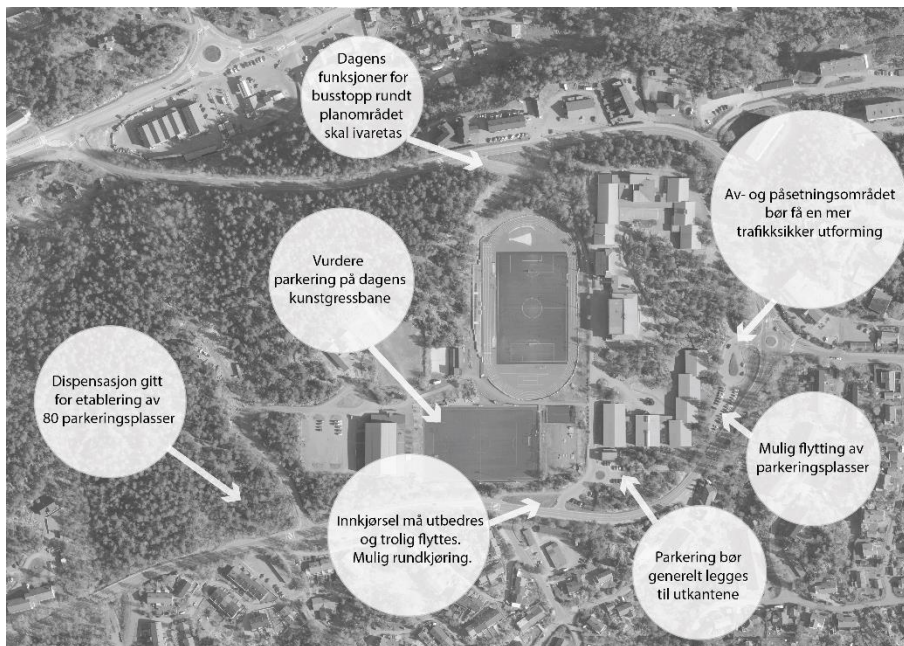 Dagens
funksjoner for
busstopp rundt
planområdet
skal ivaretas
Av- og påsetningsområdet
bør få en mer
trafikksikker utforming
Vurdere
parkering på dagens
kunstgressbane
Dispensasjon gitt
for etablering av
80 parkeringsplasser
Mulig flytting av
parkeringsplasser
Innkjørsel må utbedres
og trolig flyttes.
Mulig rundkjøring.
Parkering bør
generelt legges
til utkantene